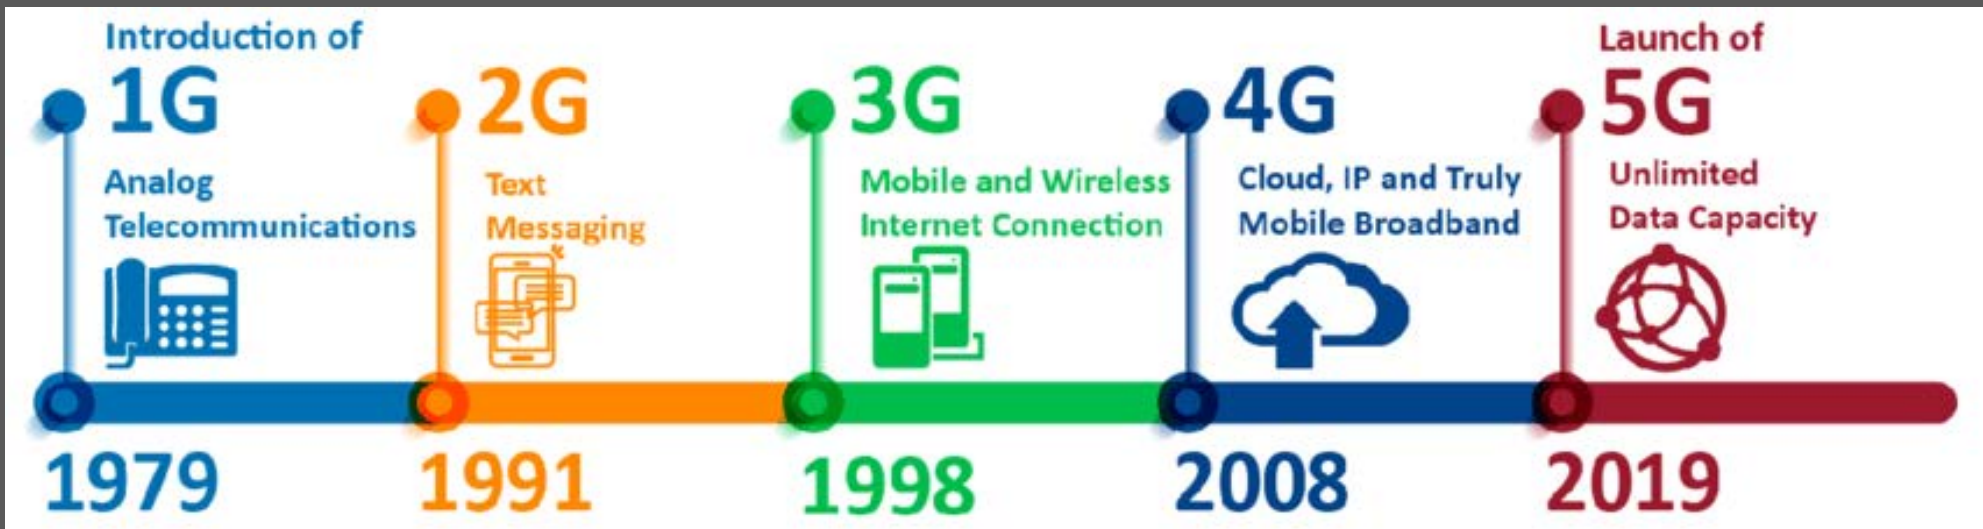 Introduction of
1G
Analog
Telecommunications
1979
2G
Text
Messaging
1991
3G
Mobile and Wireless
Internet Connection
1998
4G
Cloud, IP and Truly
Mobile Broadband
2008
Launch of
5G
Unlimited
Data Capacity
2019